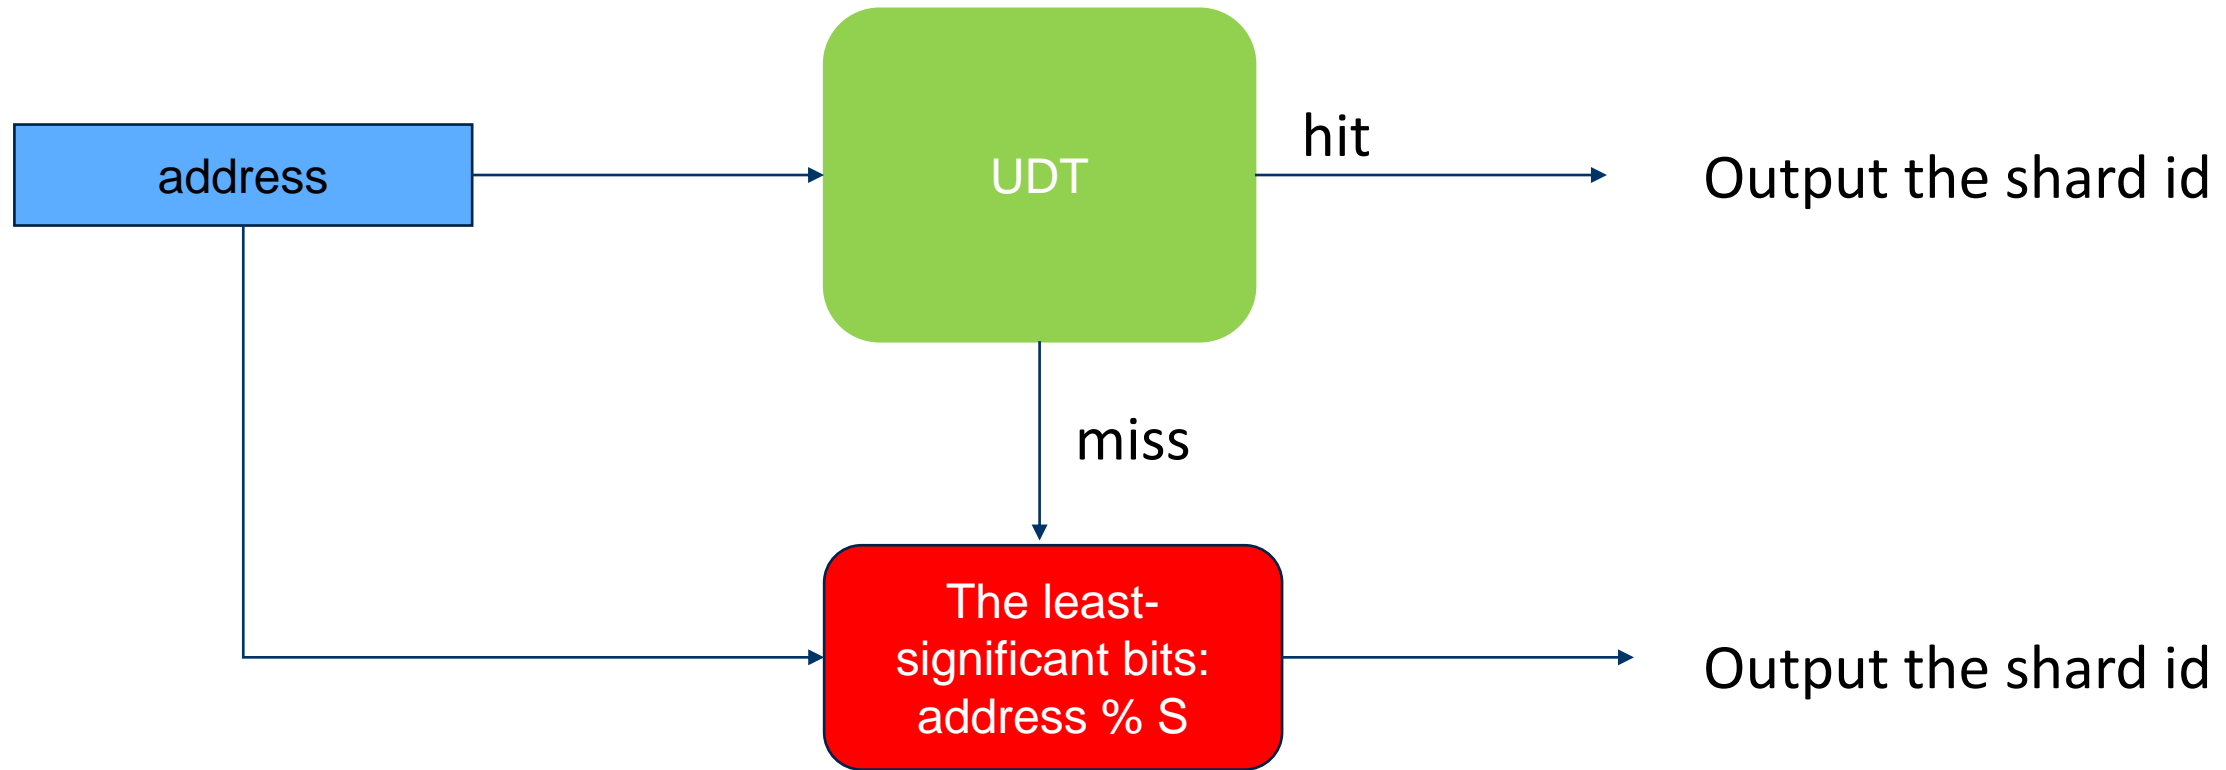 address
UDT
hit
Output the shard id
miss
The least-
significant bits:
address % S
Output the shard id